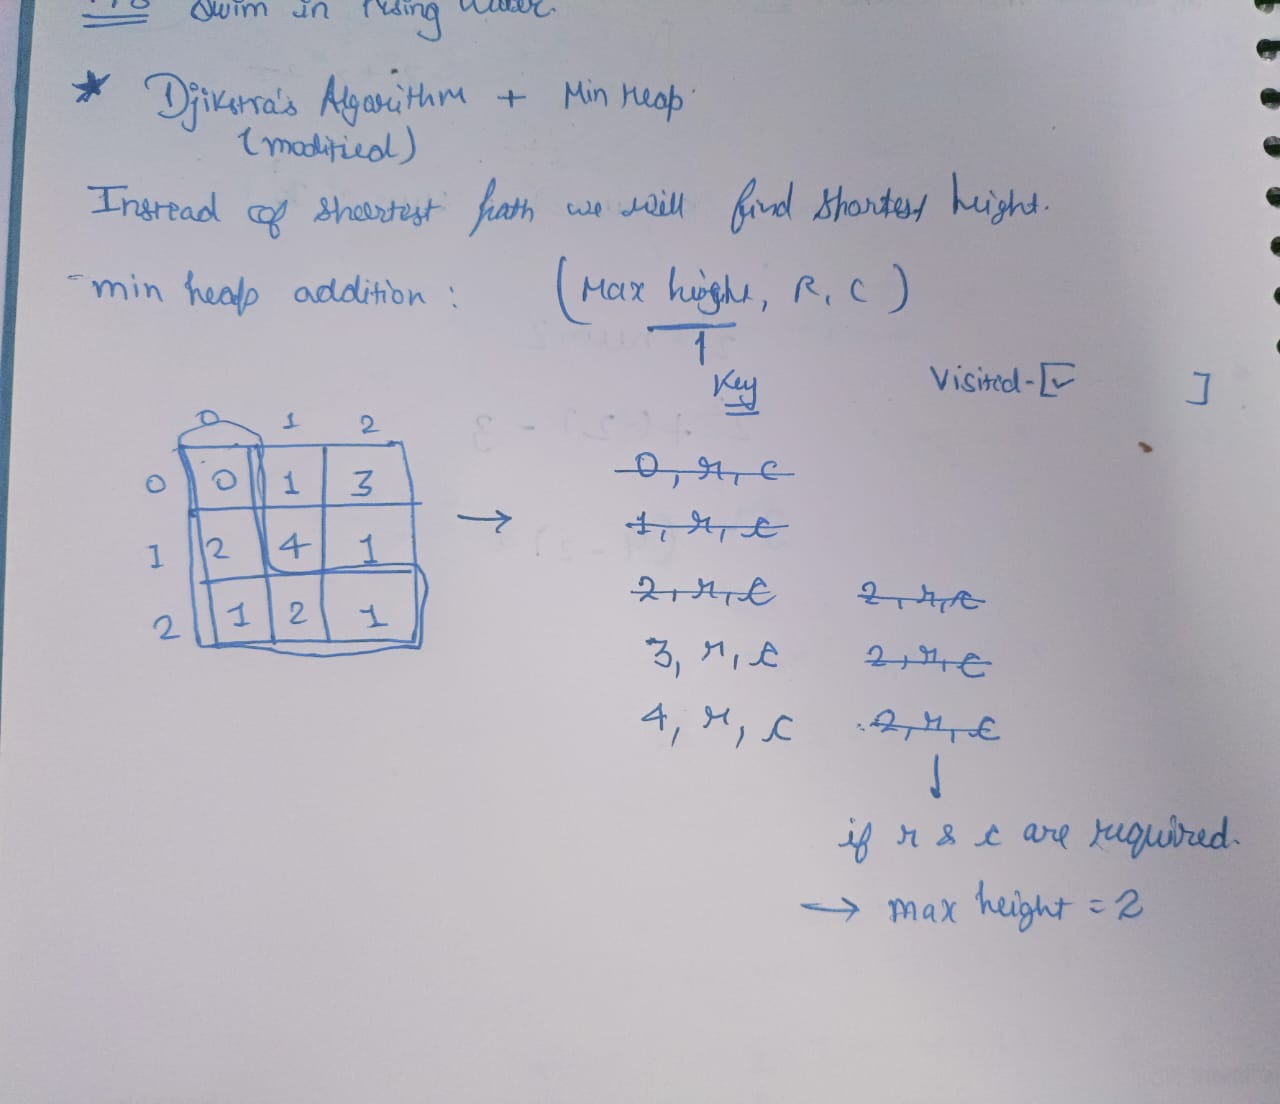 Swim in rising water.
* Djikstra's Algorithm + Min Heap
(modified)
Instead of shortest path we will find shortest height.
- min heap addition : (Max height, R, C)
↑
Key
Visited - [✓ ]
0 1 2
0 0 1 3 → 0, r, c
1, r, c
1 2 4 1
2, r, c 2, r, c
2 1 2 1
3, r, c 2, r, c
4, r, c 2, r, c
↓
if r & c are required.
→ max height = 2